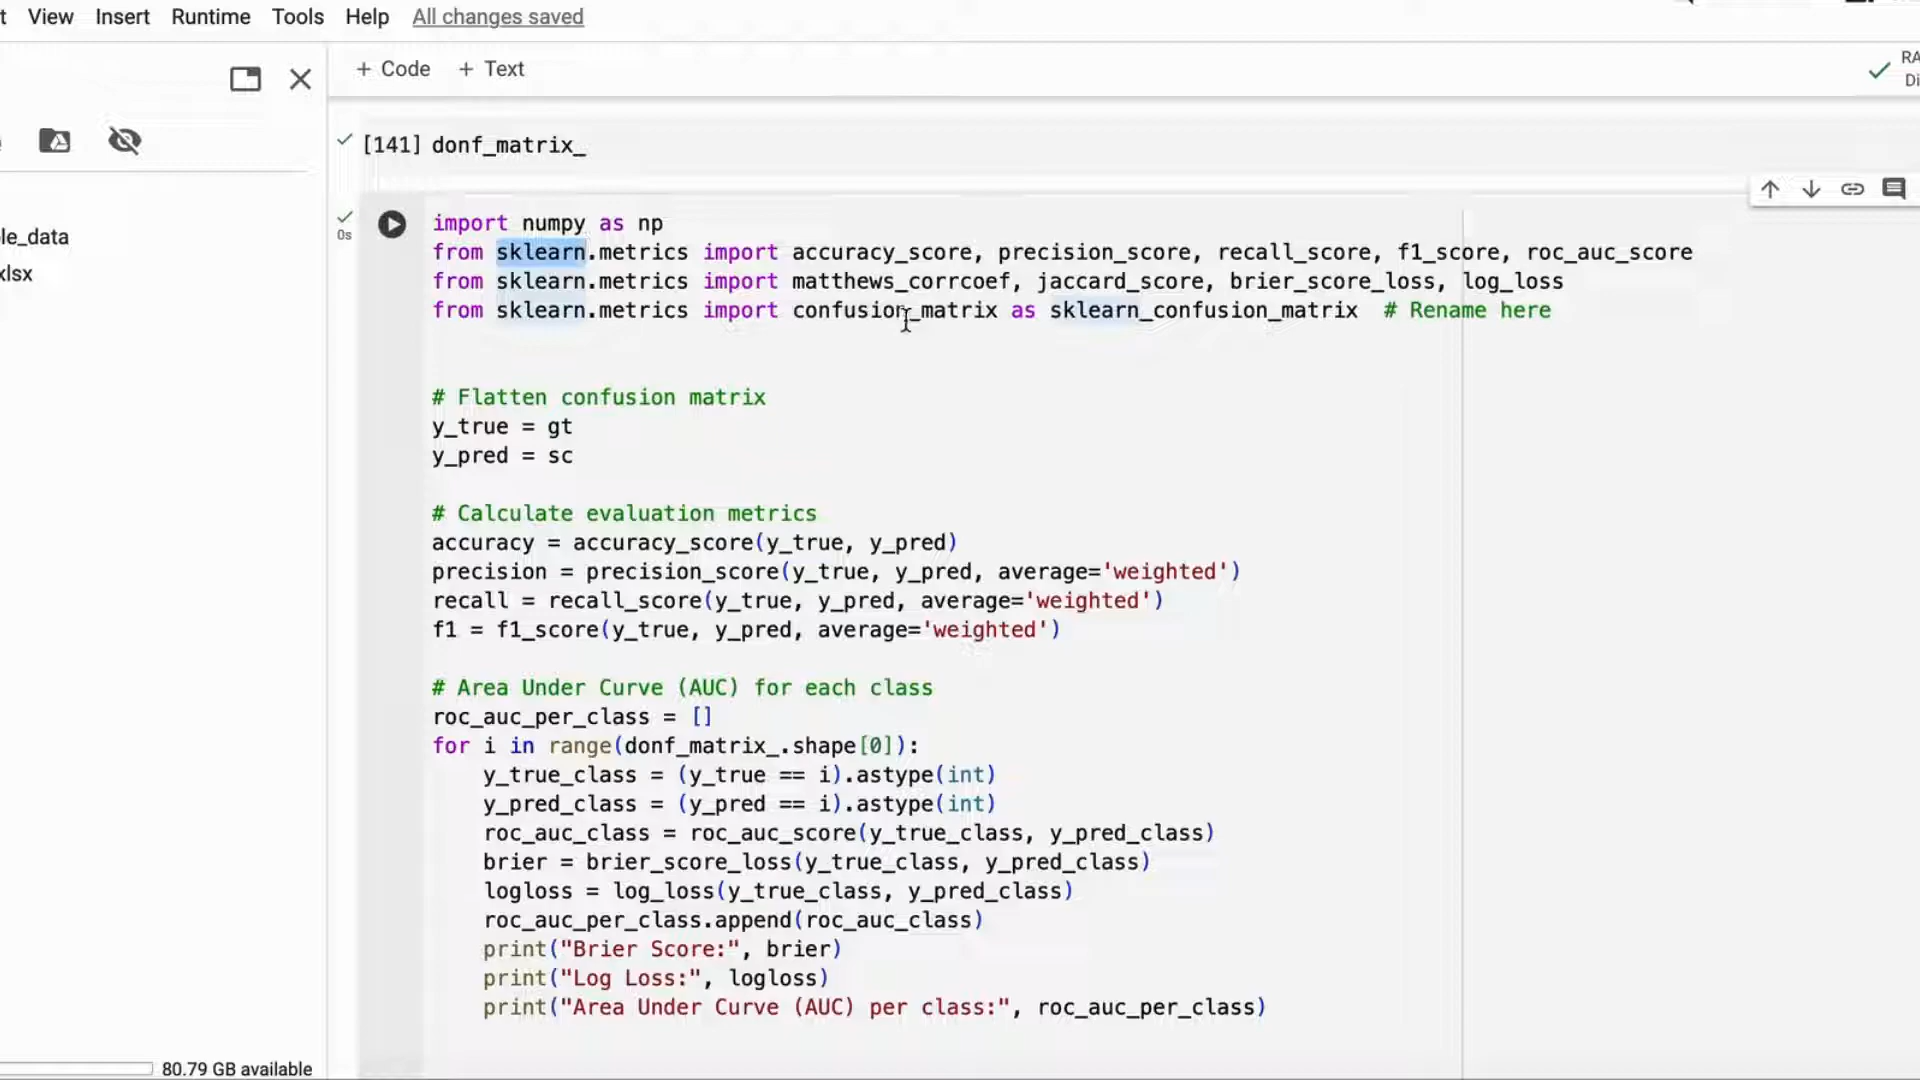 View Insert Runtime Tools Help All changes saved
+ Code + Text
[141] donf_matrix_
0s
import numpy as np
from sklearn.metrics import accuracy_score, precision_score, recall_score, f1_score, roc_auc_score
from sklearn.metrics import matthews_corrcoef, jaccard_score, brier_score_loss, log_loss
from sklearn.metrics import confusion_matrix as sklearn_confusion_matrix  # Rename here
# Flatten confusion matrix
y_true = gt
y_pred = sc
# Calculate evaluation metrics
accuracy = accuracy_score(y_true, y_pred)
precision = precision_score(y_true, y_pred, average='weighted')
recall = recall_score(y_true, y_pred, average='weighted')
f1 = f1_score(y_true, y_pred, average='weighted')
# Area Under Curve (AUC) for each class
roc_auc_per_class = []
for i in range(donf_matrix_.shape[0]):
    y_true_class = (y_true == i).astype(int)
    y_pred_class = (y_pred == i).astype(int)
    roc_auc_class = roc_auc_score(y_true_class, y_pred_class)
    brier = brier_score_loss(y_true_class, y_pred_class)
    logloss = log_loss(y_true_class, y_pred_class)
    roc_auc_per_class.append(roc_auc_class)
    print("Brier Score:", brier)
    print("Log Loss:", logloss)
    print("Area Under Curve (AUC) per class:", roc_auc_per_class)
le_data
xlsx
80.79 GB available